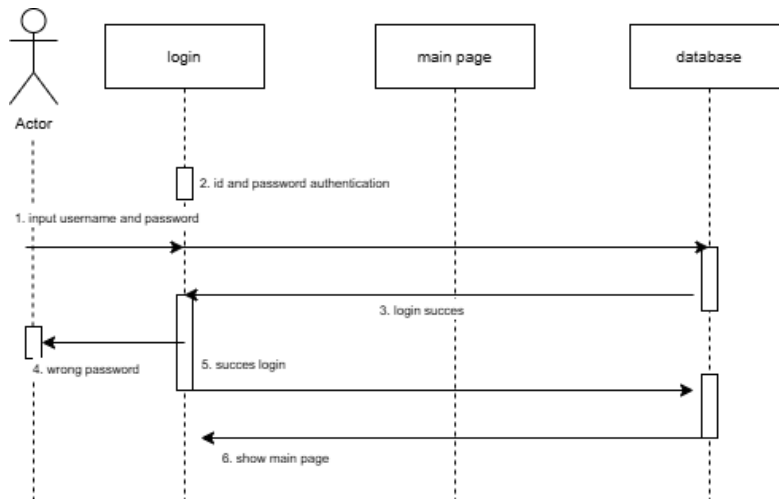 login
main page
database
Actor
2. id and password authentication
1. input username and password
3. login succes
4. wrong password
5. succes login
6. show main page